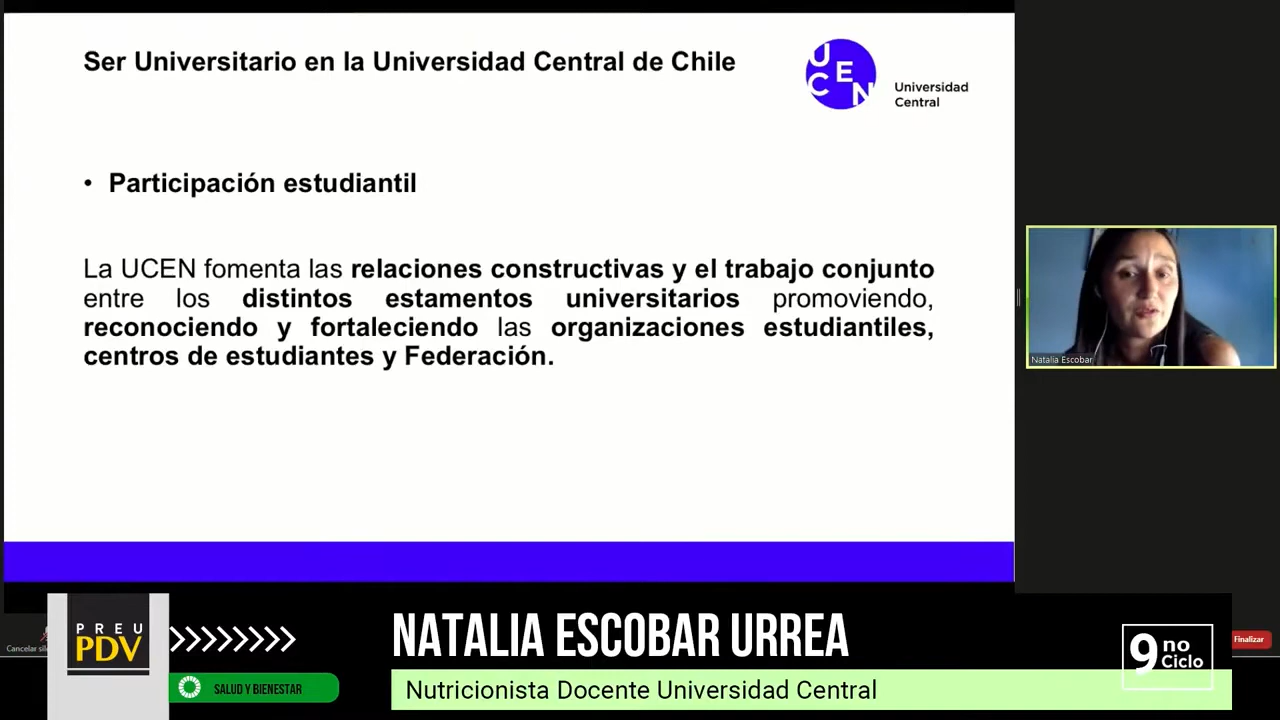 Ser Universitario en la Universidad Central de Chile
UCEN
Universidad
Central
• Participación estudiantil
La UCEN fomenta las relaciones constructivas y el trabajo conjunto
entre los distintos estamentos universitarios promoviendo,
reconociendo y fortaleciendo las organizaciones estudiantiles,
centros de estudiantes y Federación.
Natalia Escobar
Cancelar
PREU
PDV
NATALIA ESCOBAR URREA
9no
Ciclo
Finalizar
SALUD Y BIENESTAR
Nutricionista Docente Universidad Central